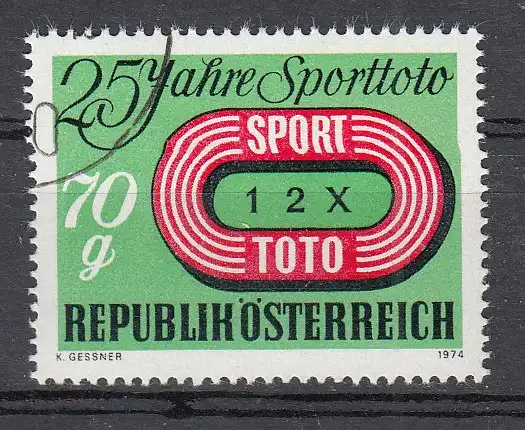 25 Jahre Sporttoto
SPORT
1 2 X
70 g
TOTO
REPUBLIK ÖSTERREICH
K. GESSNER 1974